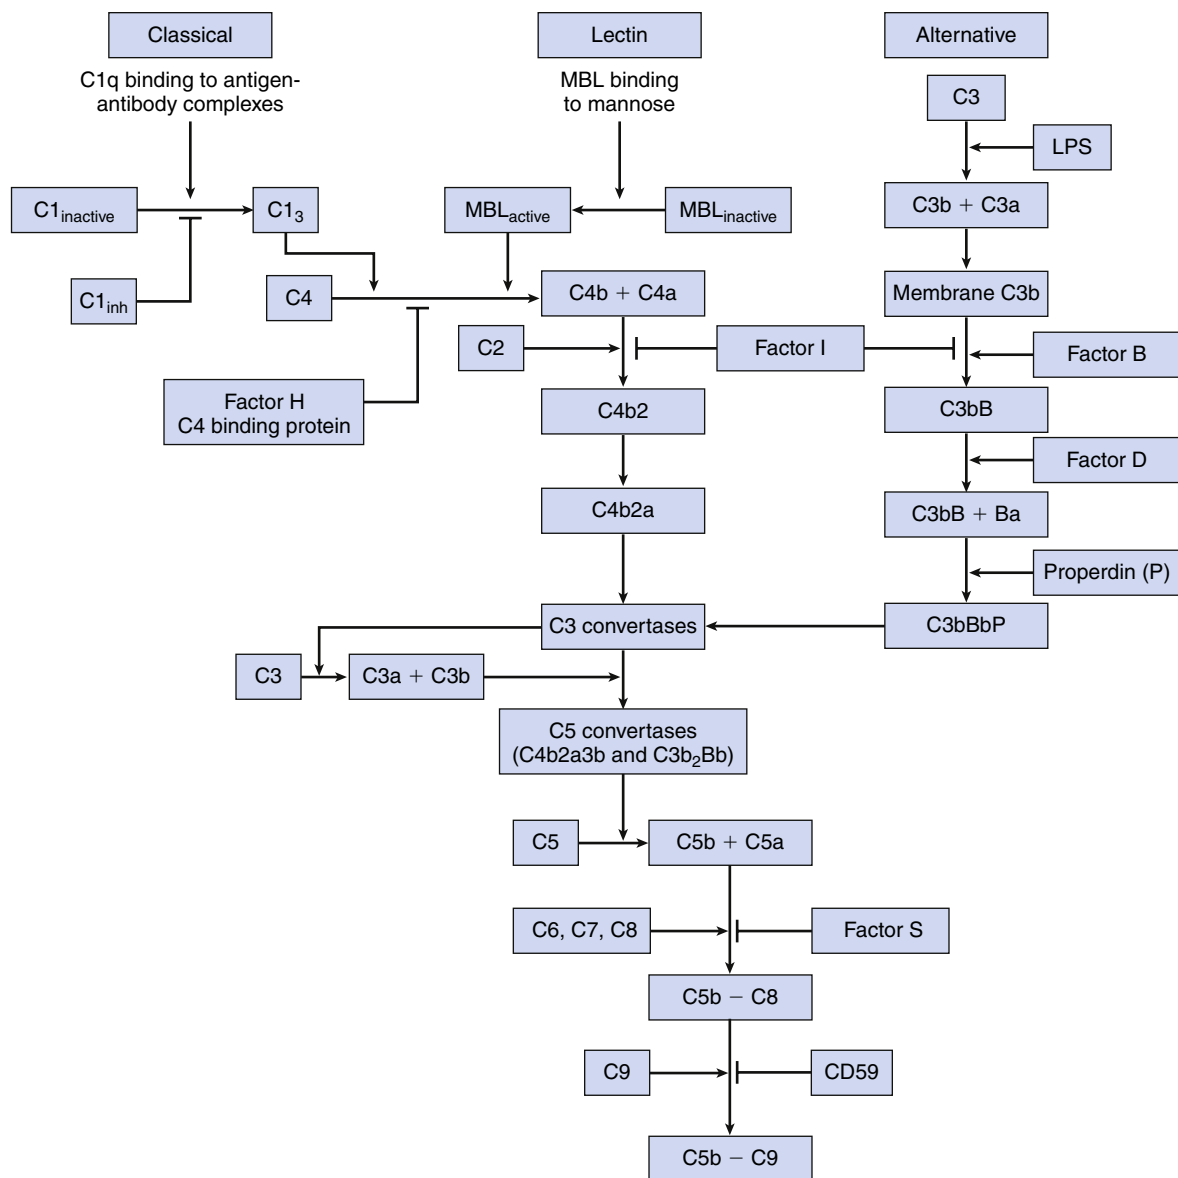 Classical
Lectin
Alternative
C1q binding to antigen-
antibody complexes
MBL binding
to mannose
C3
LPS
C1inactive
C13
MBLactive
MBLinactive
C3b + C3a
C1inh
C4
C4b + C4a
Membrane C3b
C2
Factor I
Factor B
Factor H
C4 binding protein
C4b2
C3bB
Factor D
C4b2a
C3bB + Ba
Properdin (P)
C3 convertases
C3bBbP
C3
C3a + C3b
C5 convertases
(C4b2a3b and C3b2Bb)
C5
C5b + C5a
C6, C7, C8
Factor S
C5b − C8
C9
CD59
C5b − C9